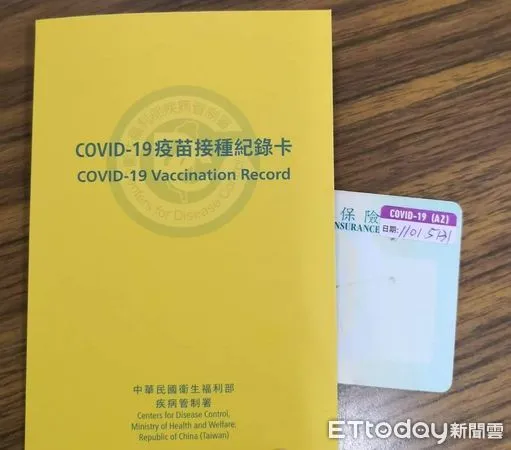 COVID-19疫苗接種紀錄卡
COVID-19 Vaccination Record
保險
INSURANCE
COVID-19 (AZ)
日期:
中華民國衛生福利部
疾病管制署
Centers for Disease Control,
Ministry of Health and Welfare,
Republic of China (Taiwan)
ETtoday新聞雲